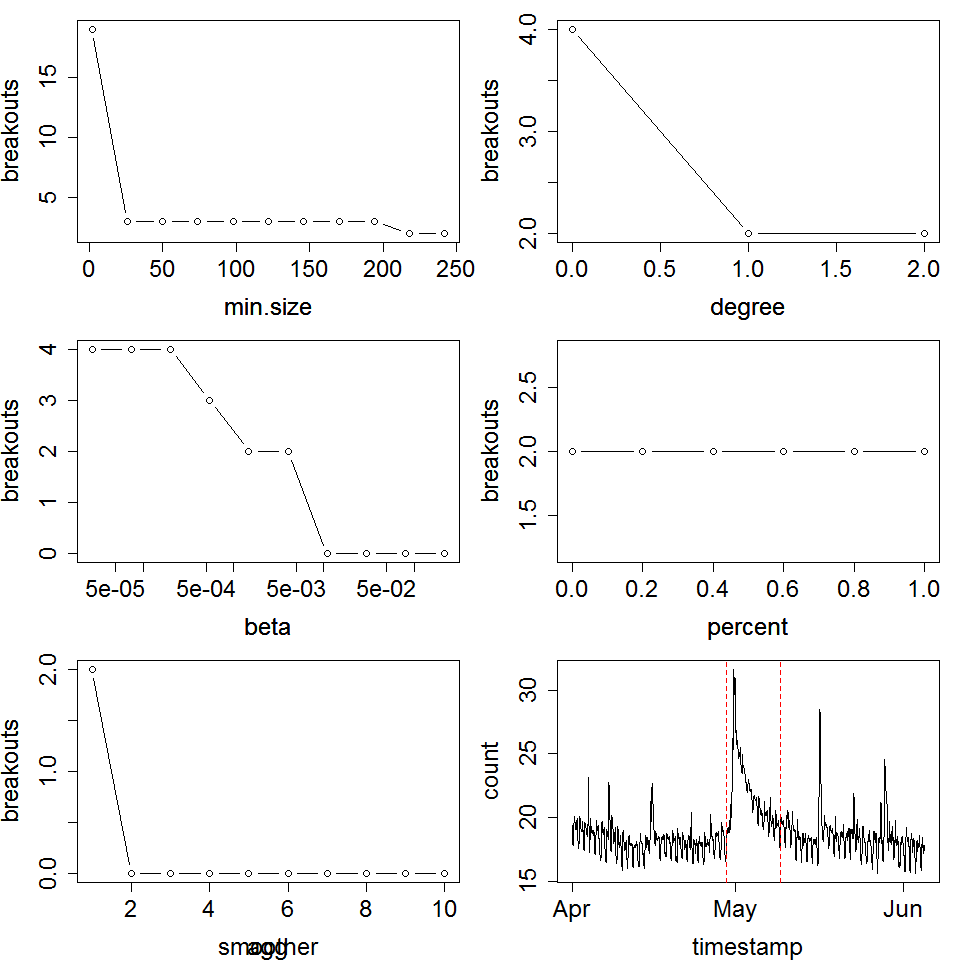 breakouts
15
10
5
0 50 100 150 200 250
min.size
breakouts
4.0
3.0
2.0
0.0 0.5 1.0 1.5 2.0
degree
breakouts
4
3
2
1
0
5e-05 5e-04 5e-03 5e-02
beta
breakouts
2.5
2.0
1.5
0.0 0.2 0.4 0.6 0.8 1.0
percent
breakouts
2.0
1.0
0.0
2 4 6 8 10
smoother
agg
count
30
25
20
15
Apr May Jun
timestamp